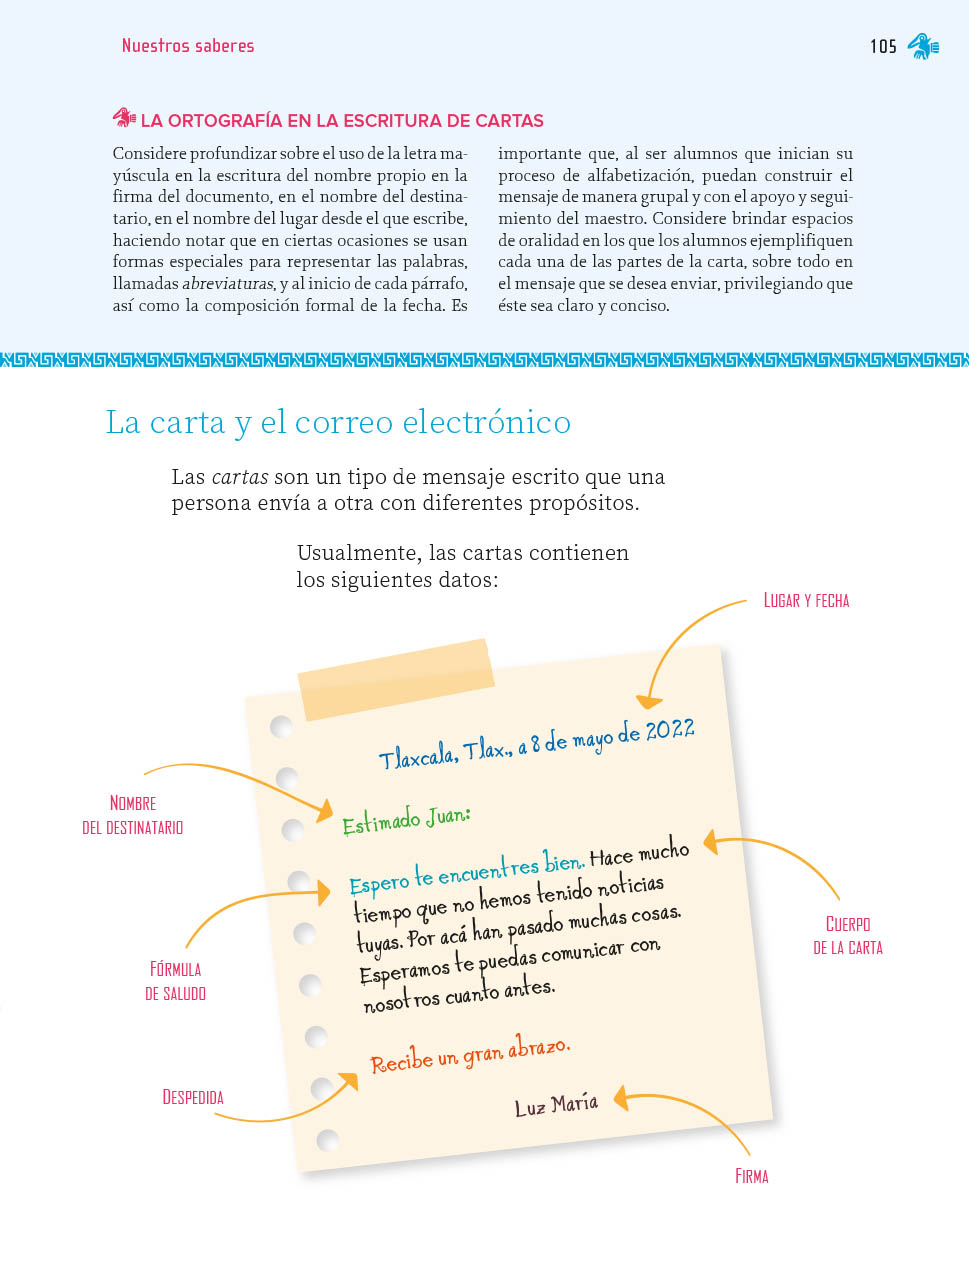 Nuestros saberes
105
LA ORTOGRAFÍA EN LA ESCRITURA DE CARTAS
Considere profundizar sobre el uso de la letra ma-
yúscula en la escritura del nombre propio en la
firma del documento, en el nombre del destina-
tario, en el nombre del lugar desde el que escribe,
haciendo notar que en ciertas ocasiones se usan
formas especiales para representar las palabras,
llamadas abreviaturas, y al inicio de cada párrafo,
así como la composición formal de la fecha. Es
importante que, al ser alumnos que inician su
proceso de alfabetización, puedan construir el
mensaje de manera grupal y con el apoyo y segui-
miento del maestro. Considere brindar espacios
de oralidad en los que los alumnos ejemplifiquen
cada una de las partes de la carta, sobre todo en
el mensaje que se desea enviar, privilegiando que
éste sea claro y conciso.
La carta y el correo electrónico
Las cartas son un tipo de mensaje escrito que una
persona envía a otra con diferentes propósitos.
Usualmente, las cartas contienen
los siguientes datos:
LUGAR Y FECHA
Tlaxcala, Tlax., a 8 de mayo de 2022
NOMBRE
DEL DESTINATARIO
Estimado Juan:
Espero te encuentres bien. Hace mucho
tiempo que no hemos tenido noticias
tuyas. Por acá han pasado muchas cosas.
Esperamos te puedas comunicar con
nosotros cuanto antes.
CUERPO
DE LA CARTA
FÓRMULA
DE SALUDO
Recibe un gran abrazo.
DESPEDIDA
Luz María
FIRMA